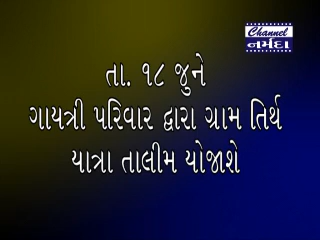 Channel
નર્મદા
તા. ૧૮ જુને
ગાયત્રી પરિવાર દ્વારા ગ્રામ તિર્થ
યાત્રા તાલીમ યોજાશે